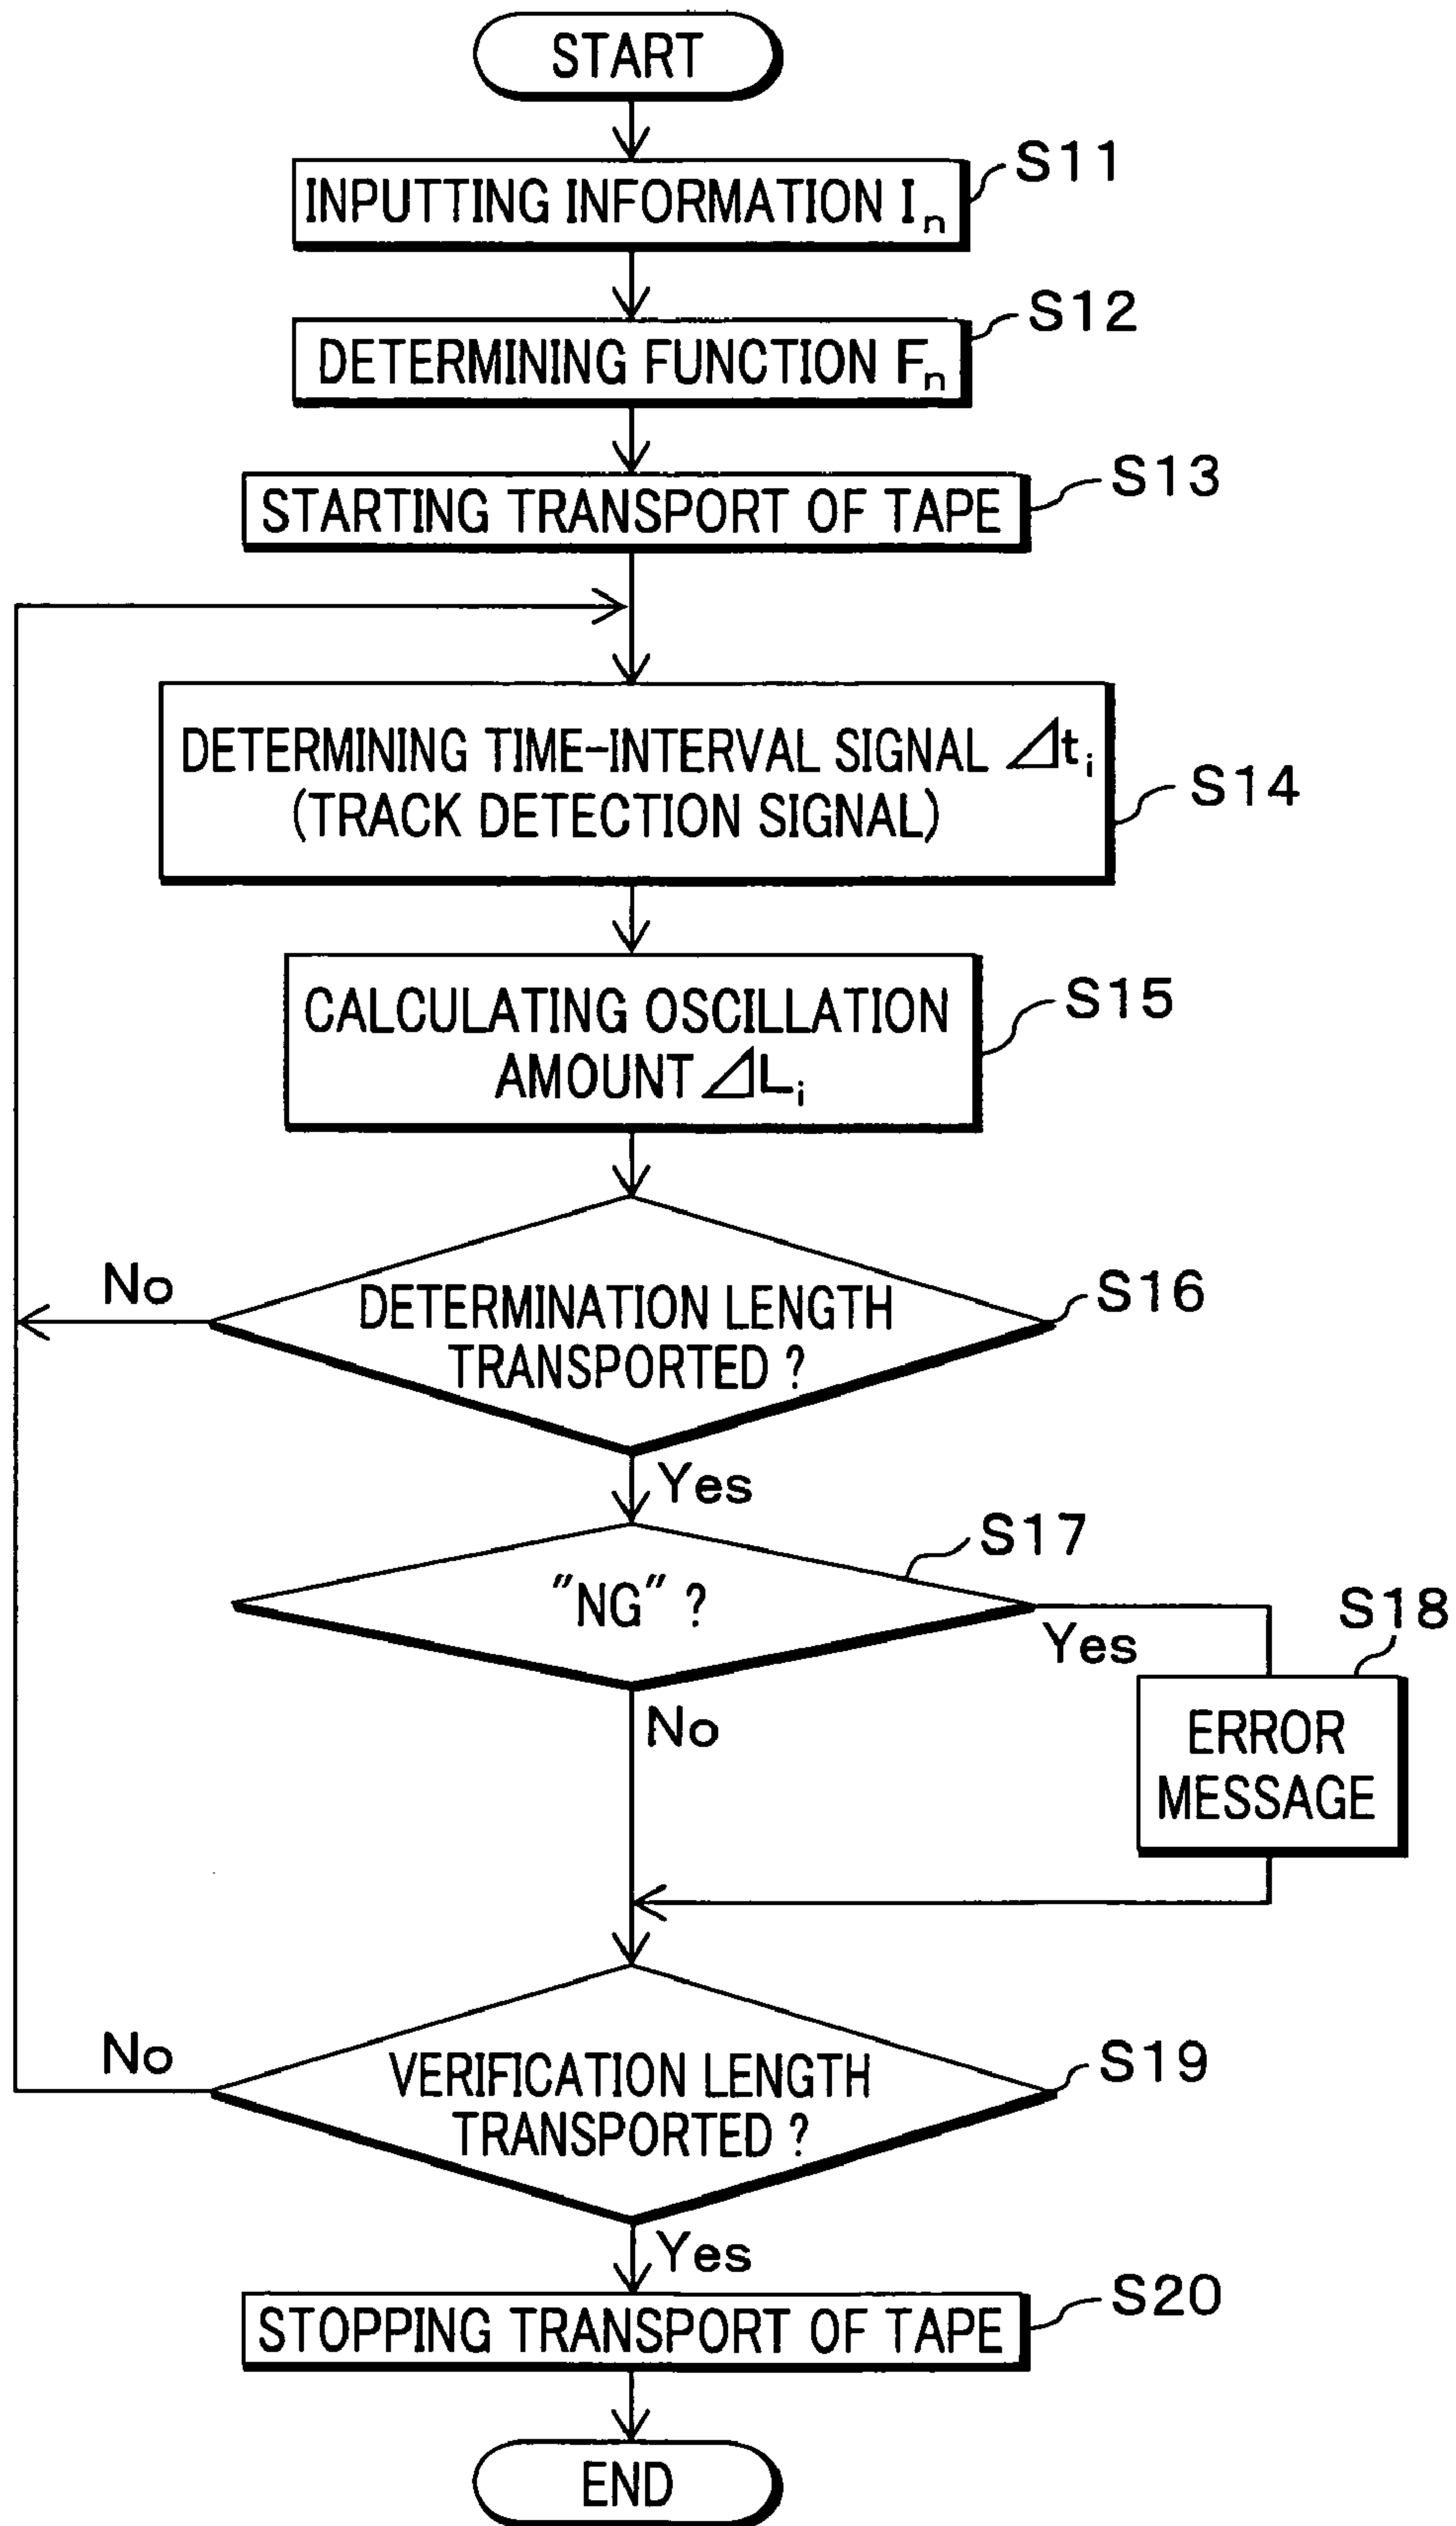 START
INPUTTING INFORMATION Iₙ
S11
DETERMINING FUNCTION Fₙ
S12
STARTING TRANSPORT OF TAPE
S13
DETERMINING TIME-INTERVAL SIGNAL ⊿tᵢ
(TRACK DETECTION SIGNAL)
S14
CALCULATING OSCILLATION
AMOUNT ⊿Lᵢ
S15
No
DETERMINATION LENGTH
TRANSPORTED ?
S16
Yes
"NG" ?
S17
Yes
S18
ERROR
MESSAGE
No
No
VERIFICATION LENGTH
TRANSPORTED ?
S19
Yes
STOPPING TRANSPORT OF TAPE
S20
END